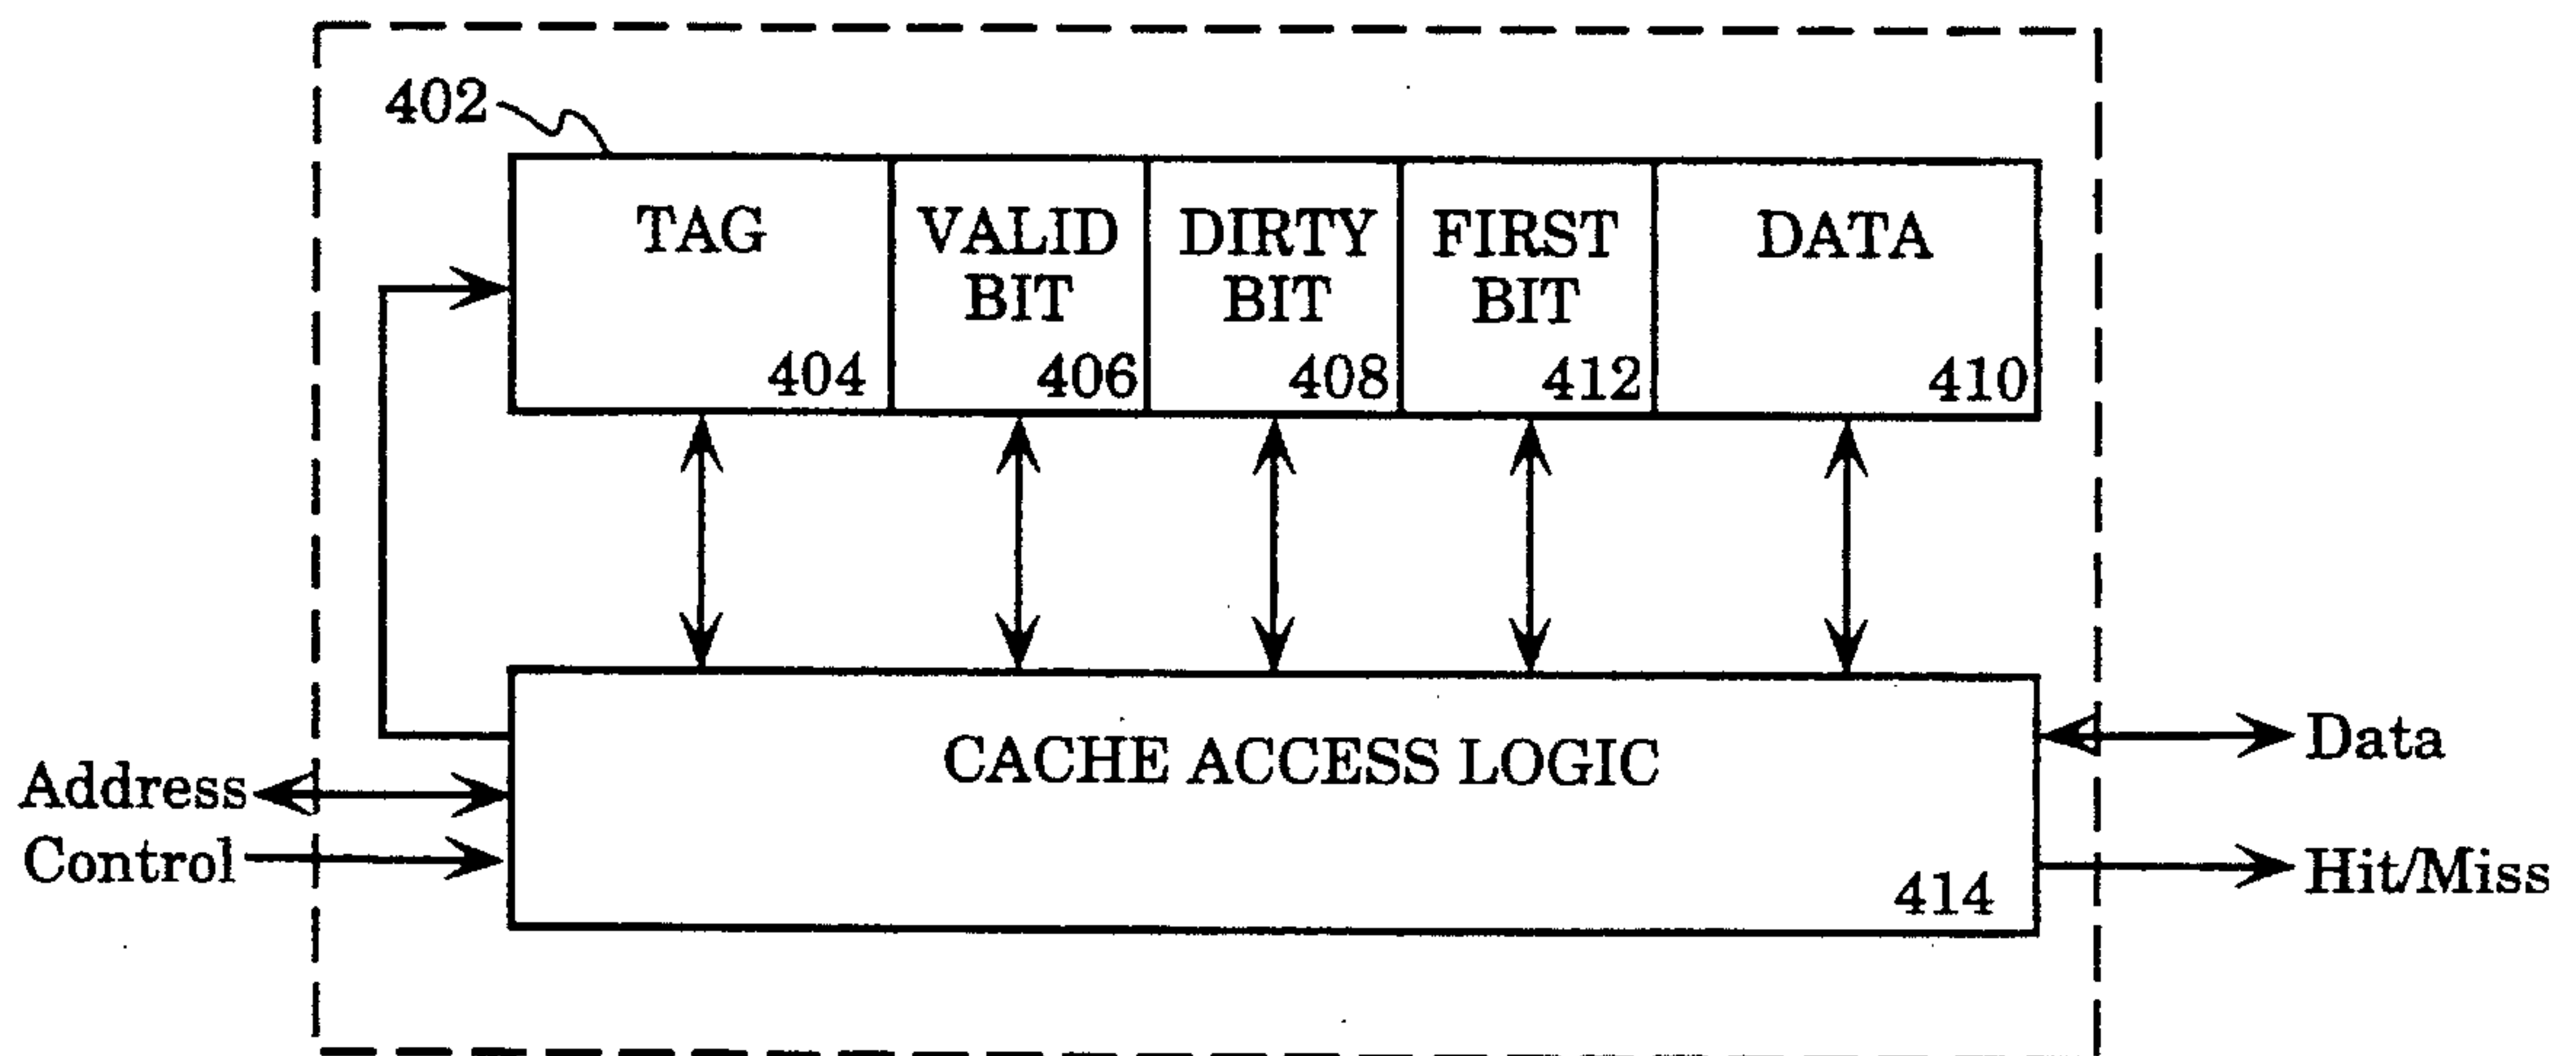 402
TAG
404
VALID
BIT
406
DIRTY
BIT
408
FIRST
BIT
412
DATA
410
CACHE ACCESS LOGIC
414
Address
Control
Data
Hit/Miss